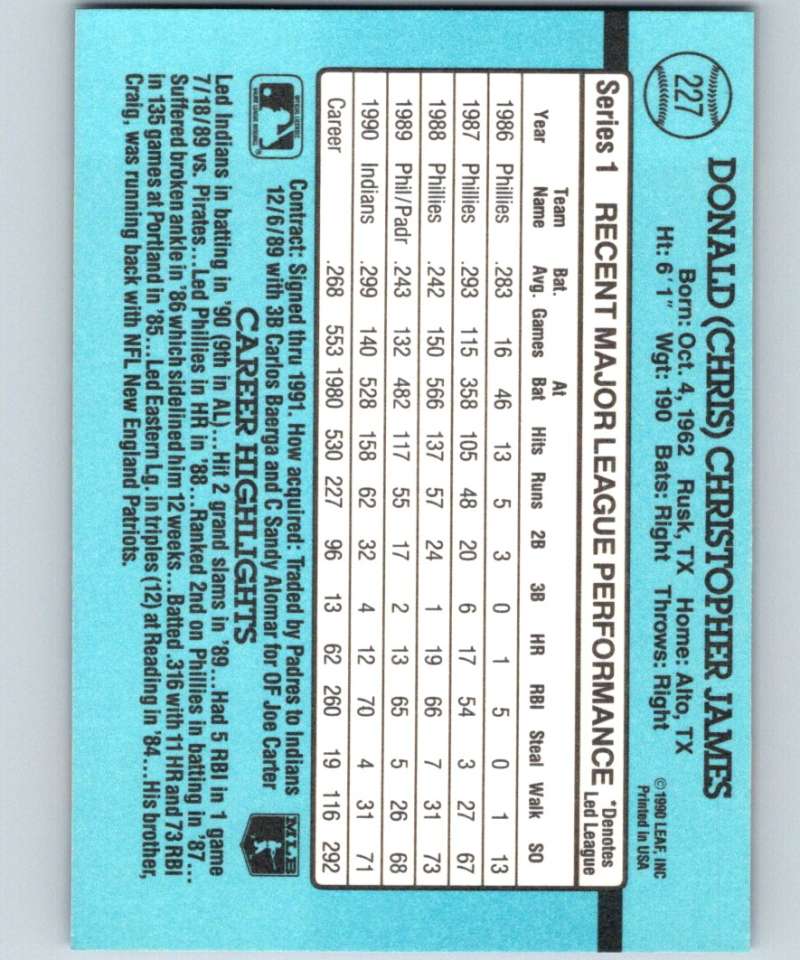 227
DONALD (CHRIS) CHRISTOPHER JAMES
Born: Oct. 4, 1962 Rusk, TX Home: Alto, TX
Ht: 6'1" Wgt: 190 Bats: Right Throws: Right
©1990 LEAF, INC
Printed in USA
Series 1 RECENT MAJOR LEAGUE PERFORMANCE *Denotes Led League
Year Team Name Bat. Avg. Games At Bat Hits Runs 2B 3B HR RBI Steal Walk SO
1986 Phillies .283 16 46 13 5 3 0 1 5 0 1 13
1987 Phillies .293 115 358 105 48 20 6 17 54 3 27 67
1988 Phillies .242 150 566 137 57 24 1 19 66 7 31 73
1989 Phil/Padr .243 132 482 117 55 17 2 13 65 5 26 68
1990 Indians .299 140 528 158 62 32 4 12 70 4 31 71
Career .268 553 1980 530 227 96 13 62 260 19 116 292
Contract: Signed thru 1991. How acquired: Traded by Padres to Indians
12/6/89 with 3B Carlos Baerga and C Sandy Alomar for OF Joe Carter
MLB
CAREER HIGHLIGHTS
Led Indians in batting in '90 (9th in AL)...Hit 2 grand slams in '89...Had 5 RBI in 1 game
7/18/89 vs. Pirates...Led Phillies in HR in '88...Ranked 2nd on Phillies in batting in '87...
Suffered broken ankle in '86 which sidelined him 12 weeks...Batted .316 with 11 HR and 73 RBI
in 135 games at Portland in '85...Led Eastern Lg. in triples (12) at Reading in '84...His brother,
Craig, was running back with NFL New England Patriots.